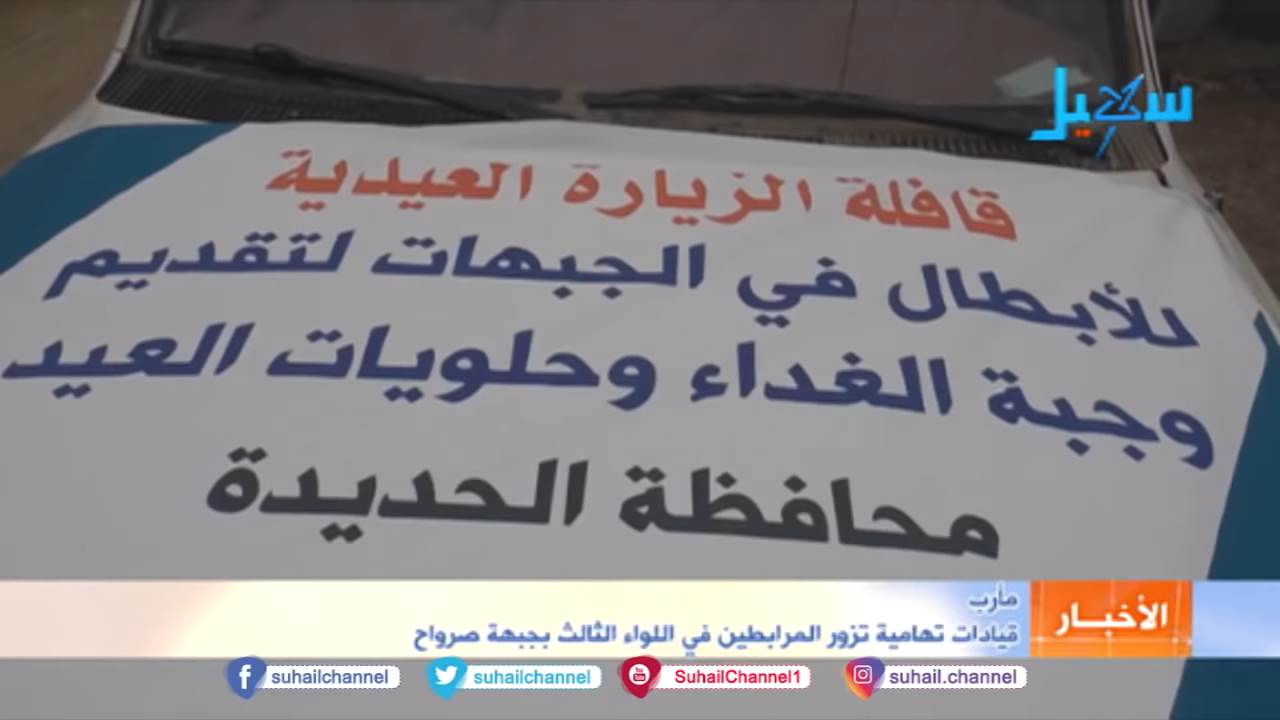 سهيل
قافلة الزيارة العيدية
للأبطال في الجبهات لتقديم
وجبة الغداء وحلويات العيد
محافظة الحديدة
الأخبار
مأرب
قيادات تهامية تزور المرابطين في اللواء الثالث بجبهة صرواح
suhailchannel
suhailchannel
SuhailChannel1
suhail.channel